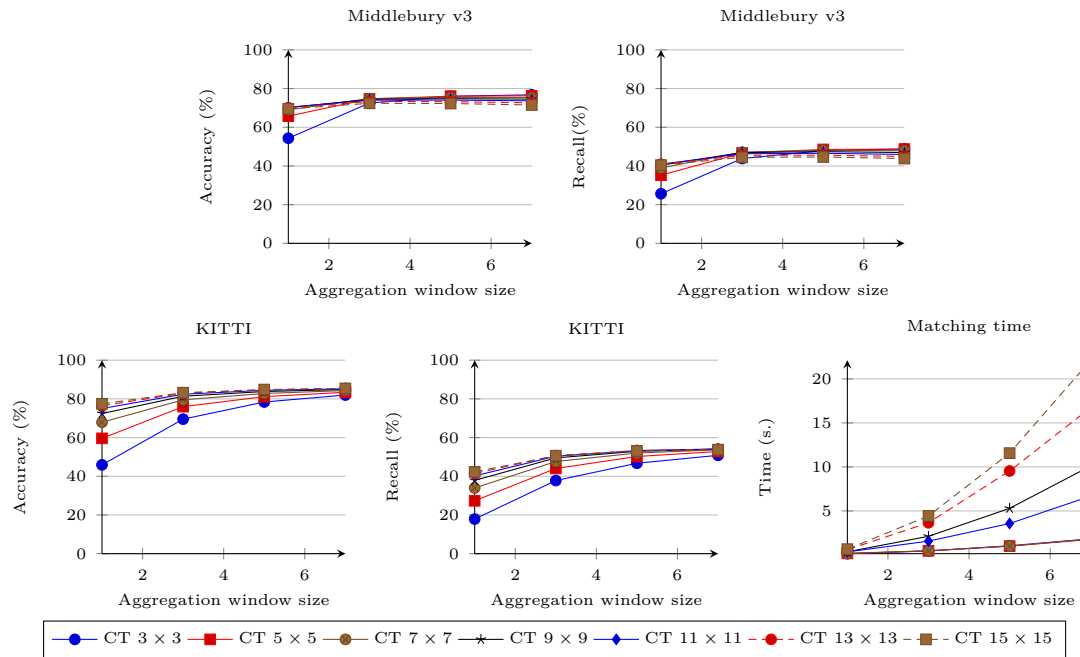 Middlebury v3
Middlebury v3
100
80
60
40
20
0
Accuracy (%)
2 4 6
Aggregation window size
100
80
60
40
20
0
Recall(%)
2 4 6
Aggregation window size
KITTI
KITTI
Matching time
100
80
60
40
20
0
Accuracy (%)
2 4 6
Aggregation window size
100
80
60
40
20
0
Recall (%)
2 4 6
Aggregation window size
20
15
10
5
Time (s.)
2 4 6
Aggregation window size
CT 3 × 3 CT 5 × 5 CT 7 × 7 CT 9 × 9 CT 11 × 11 CT 13 × 13 CT 15 × 15